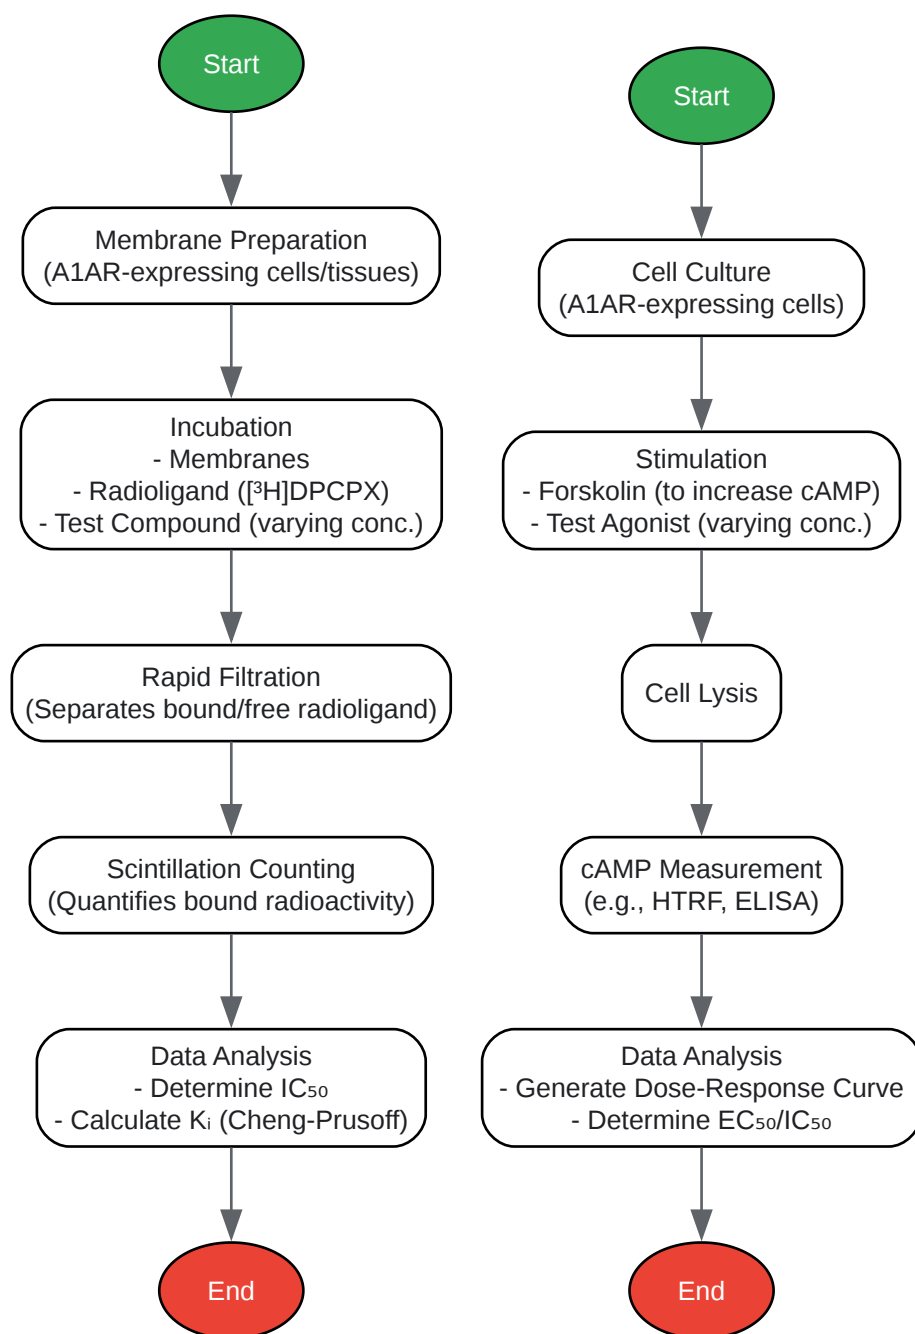 Start
Membrane Preparation
(A1AR-expressing cells/tissues)
Incubation
- Membranes
- Radioligand ([³H]DPCPX)
- Test Compound (varying conc.)
Rapid Filtration
(Separates bound/free radioligand)
Scintillation Counting
(Quantifies bound radioactivity)
Data Analysis
- Determine IC₅₀
- Calculate Kᵢ (Cheng-Prusoff)
End
Start
Cell Culture
(A1AR-expressing cells)
Stimulation
- Forskolin (to increase cAMP)
- Test Agonist (varying conc.)
Cell Lysis
cAMP Measurement
(e.g., HTRF, ELISA)
Data Analysis
- Generate Dose-Response Curve
- Determine EC₅₀/IC₅₀
End